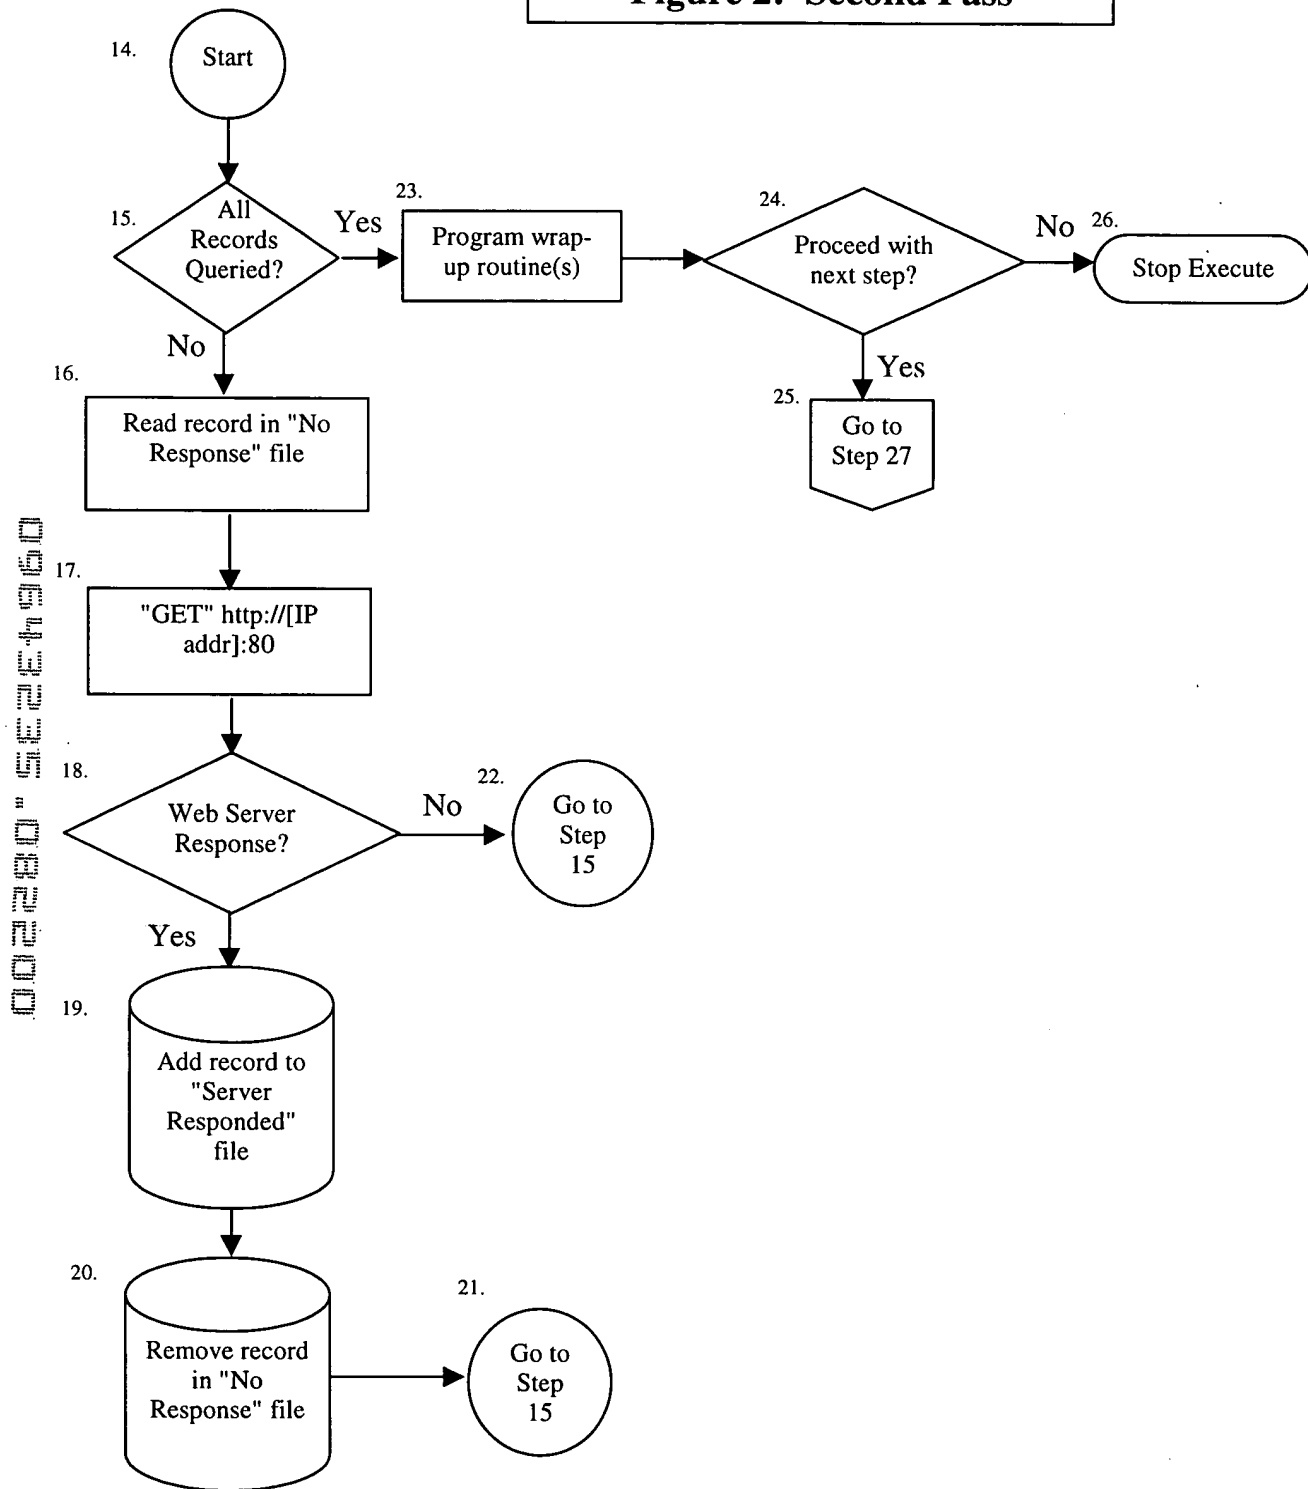 Figure 2: Second Pass
14.
Start
15.
All
Records
Queried?
Yes
23.
Program wrap-
up routine(s)
24.
Proceed with
next step?
No
26.
Stop Execute
No
Yes
16.
Read record in "No
Response" file
25.
Go to
Step 27
17.
"GET" http://[IP
addr]:80
18.
Web Server
Response?
No
22.
Go to
Step
15
Yes
19.
Add record to
"Server
Responded"
file
20.
Remove record
in "No
Response" file
21.
Go to
Step
15
09643235.082200